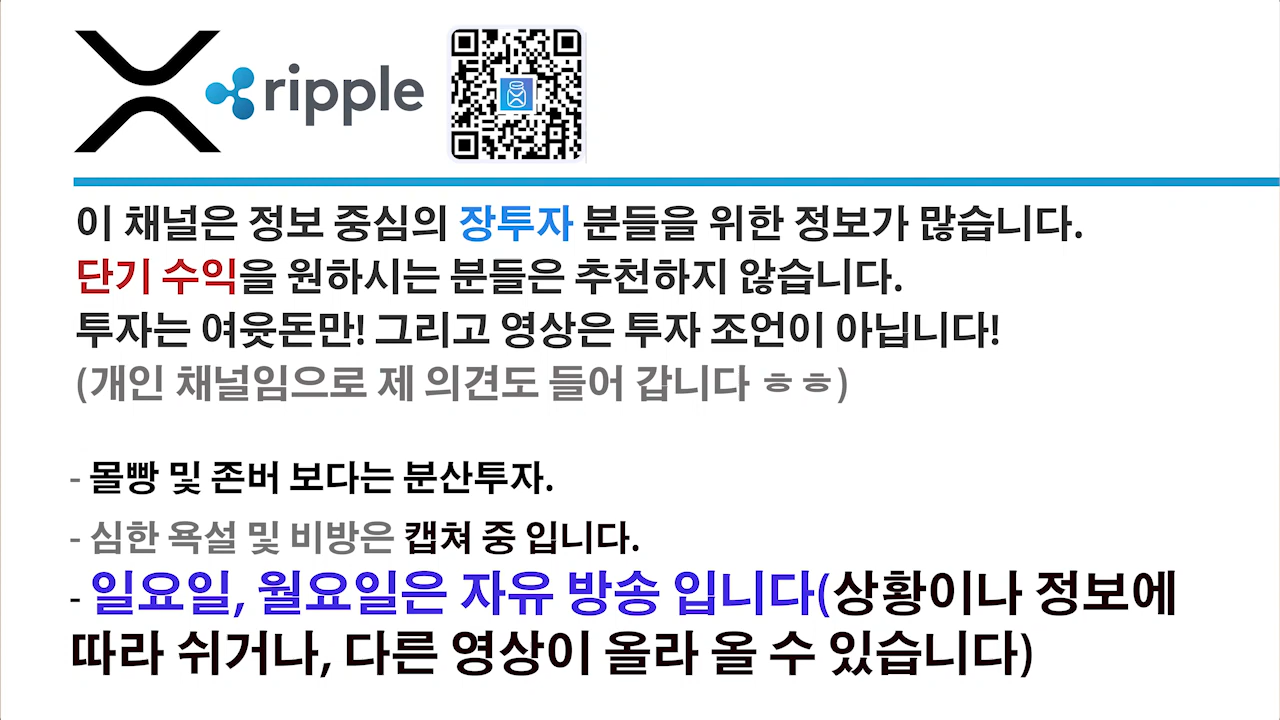 ripple
이 채널은 정보 중심의 장투자 분들을 위한 정보가 많습니다.
단기 수익을 원하시는 분들은 추천하지 않습니다.
투자는 여윳돈만! 그리고 영상은 투자 조언이 아닙니다!
(개인 채널임으로 제 의견도 들어 갑니다 ㅎㅎ)
- 몰빵 및 존버 보다는 분산투자.
- 심한 욕설 및 비방은 캡쳐 중 입니다.
- 일요일, 월요일은 자유 방송 입니다(상황이나 정보에
따라 쉬거나, 다른 영상이 올라 올 수 있습니다)